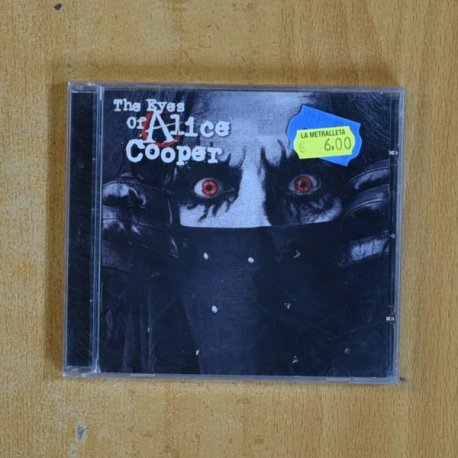 The Eyes
Of Alice
Cooper
LA METRALLETA
€ 6,00